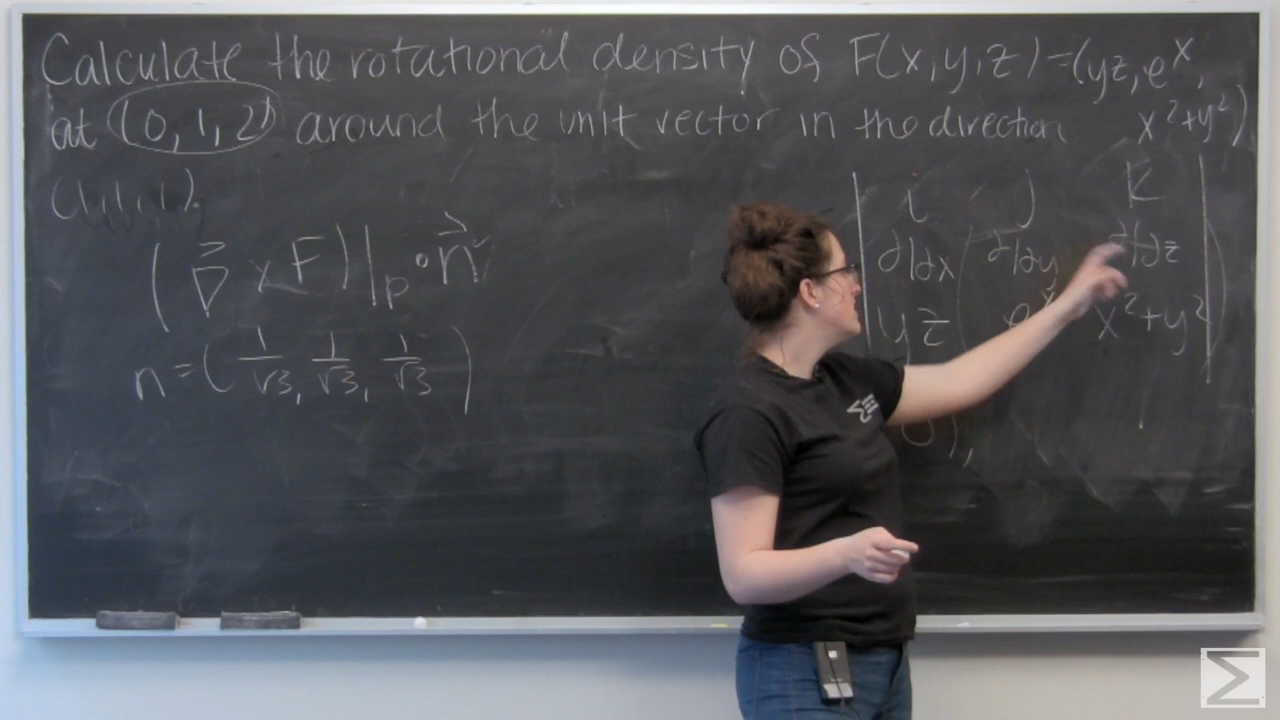 Calculate the rotational density of F(x,y,z)=(yz, e^x,
at (0,1,2) around the unit vector in the direction x²+y²)
(1,1,1).
i j k
(∇⃗ × F)|ₚ • n⃗
∂/∂x ∂/∂y ∂/∂z
yz e^x x²+y²
n=(1/√3, 1/√3, 1/√3)
Σ